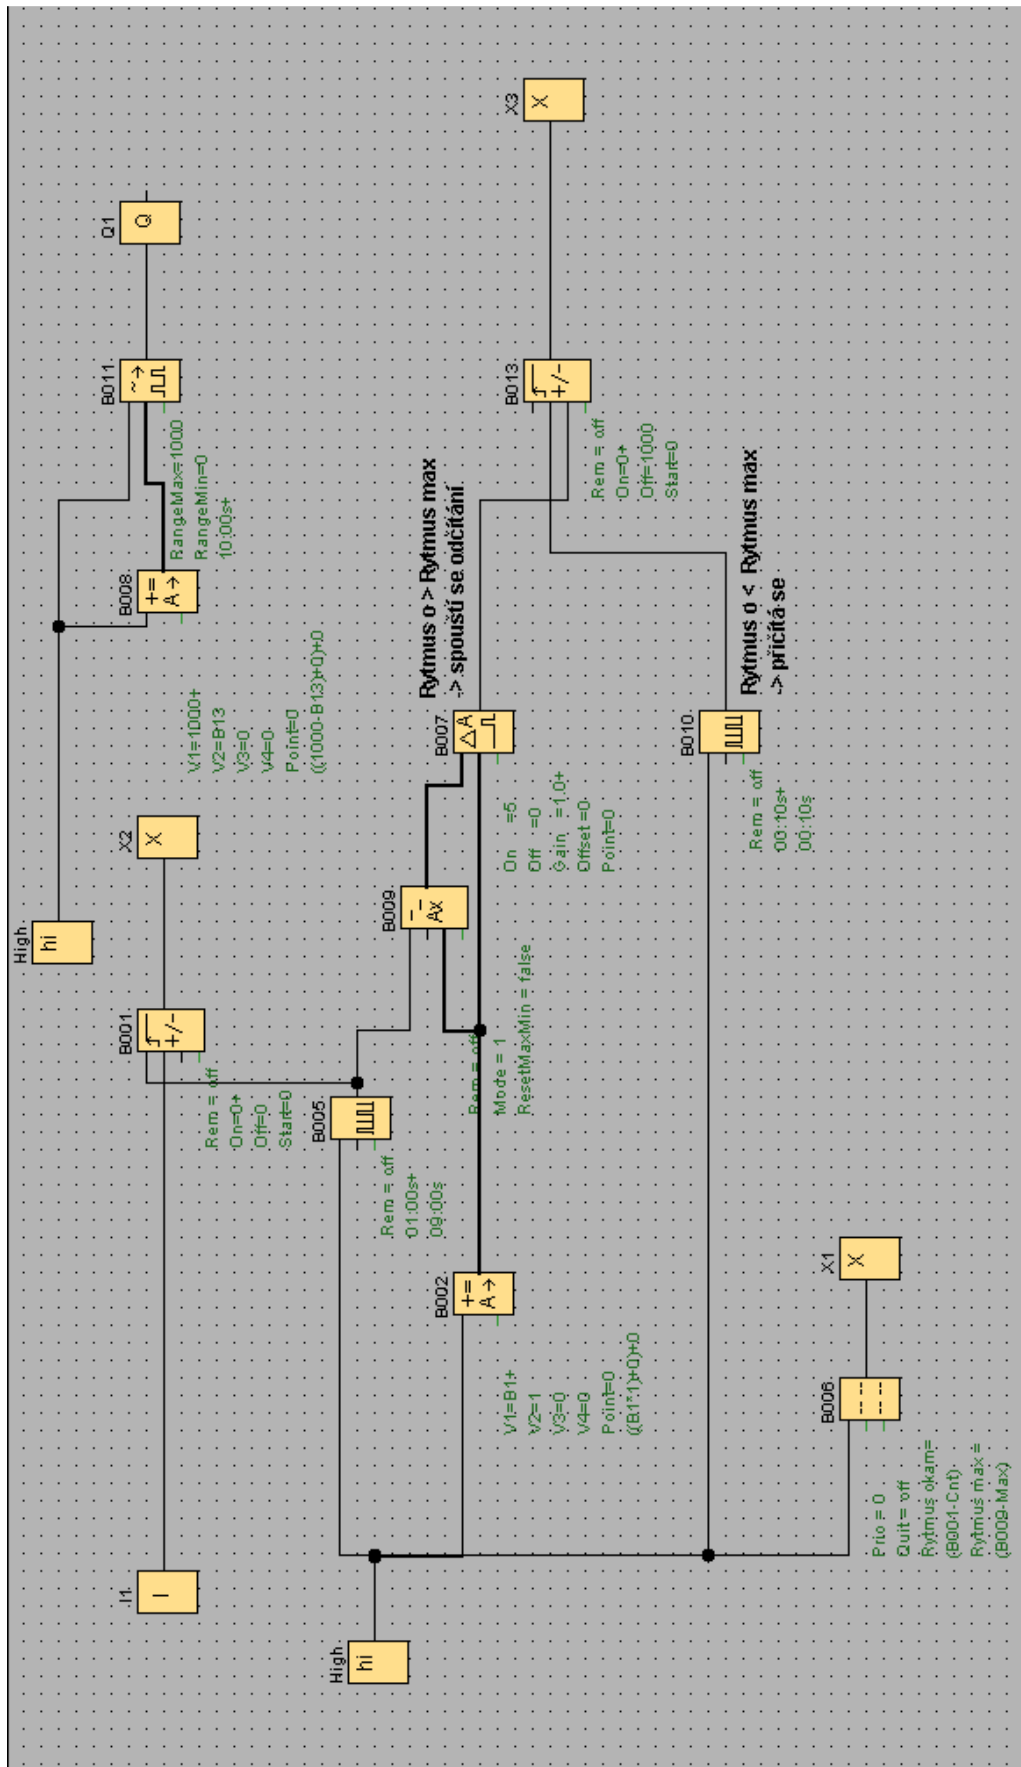 High
hi
B008
+=
A→
V1=1000+
V2=B13
V3=0
V4=0
Point=0
((1000-B13)+0)+0
B011
~→
RangeMax=1000
RangeMin=0
10:00s+
Q1
Q
I1
I
B001
+/-
Rem = off
On=0+
Off=0
Start=0
X2
X
High
hi
B005
Rem = off
01:00s+
09:00s
B002
+=
A→
V1=B1+
V2=1
V3=0
V4=0
Point=0
((B1*1)+0)+0
B009
Ax
Rem = off
Mode = 1
ResetMaxMin = false
B007
△A
On =5
Off =0
Gain =1.0+
Offset =0
Point=0
Rytmus o > Rytmus max
-> spouští se odčítání
B013
+/-
Rem = off
On=0+
Off=1000
Start=0
X3
X
B010
Rem = off
00:10s+
00:10s
Rytmus o < Rytmus max
-> přičítá se
B006
Prio = 0
Quit = off
Rytmus okam=
(B001-Cnt)
Rytmus max =
(B009-Max)
X1
X